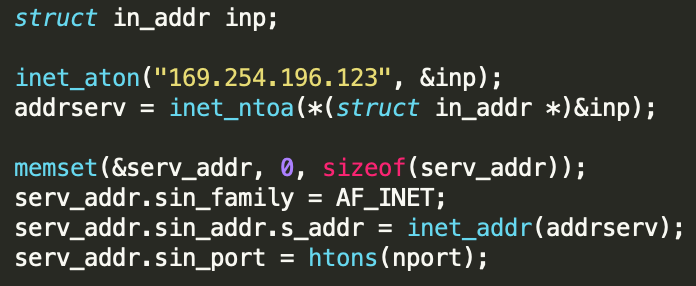 struct in_addr inp;
inet_aton("169.254.196.123", &inp);
addrserv = inet_ntoa(*(struct in_addr *)&inp);
memset(&serv_addr, 0, sizeof(serv_addr));
serv_addr.sin_family = AF_INET;
serv_addr.sin_addr.s_addr = inet_addr(addrserv);
serv_addr.sin_port = htons(nport);